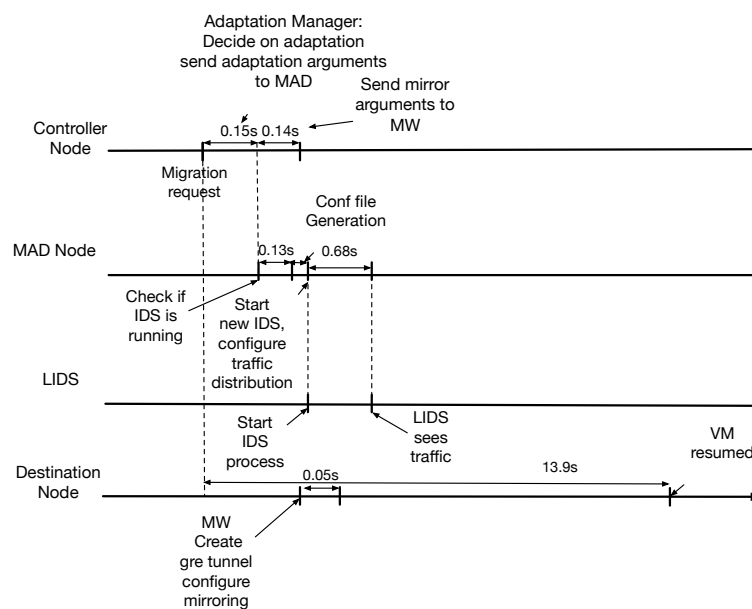 Adaptation Manager:
Decide on adaptation
send adaptation arguments
to MAD
Send mirror
arguments to
MW
0.15s
0.14s
Controller
Node
Migration
request
Conf file
Generation
MAD Node
0.13s
0.68s
Check if
IDS is
running
Start
new IDS,
configure
traffic
distribution
LIDS
Start
IDS
process
LIDS
sees
traffic
VM
resumed
Destination
Node
0.05s
13.9s
MW
Create
gre tunnel
configure
mirroring